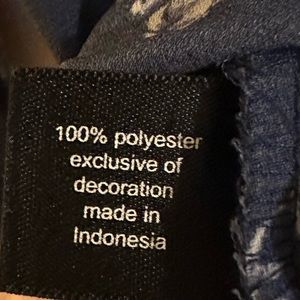 100% polyester
exclusive of
decoration
made in
Indonesia